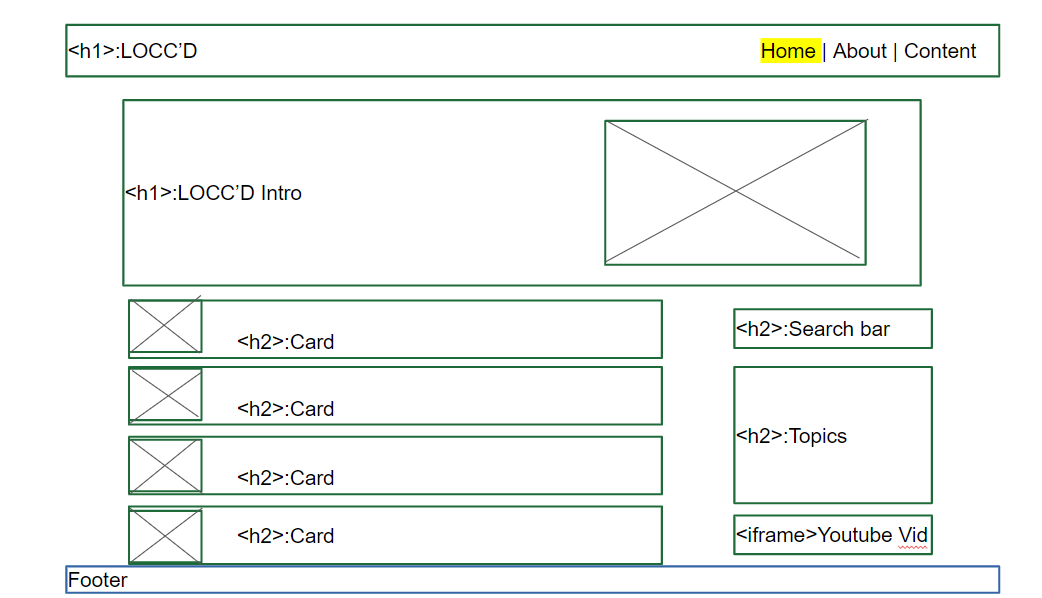 <h1>:LOCC’D
Home | About | Content
<h1>:LOCC’D Intro
<h2>:Card
<h2>:Search bar
<h2>:Card
<h2>:Topics
<h2>:Card
<h2>:Card
<iframe>Youtube Vid
Footer